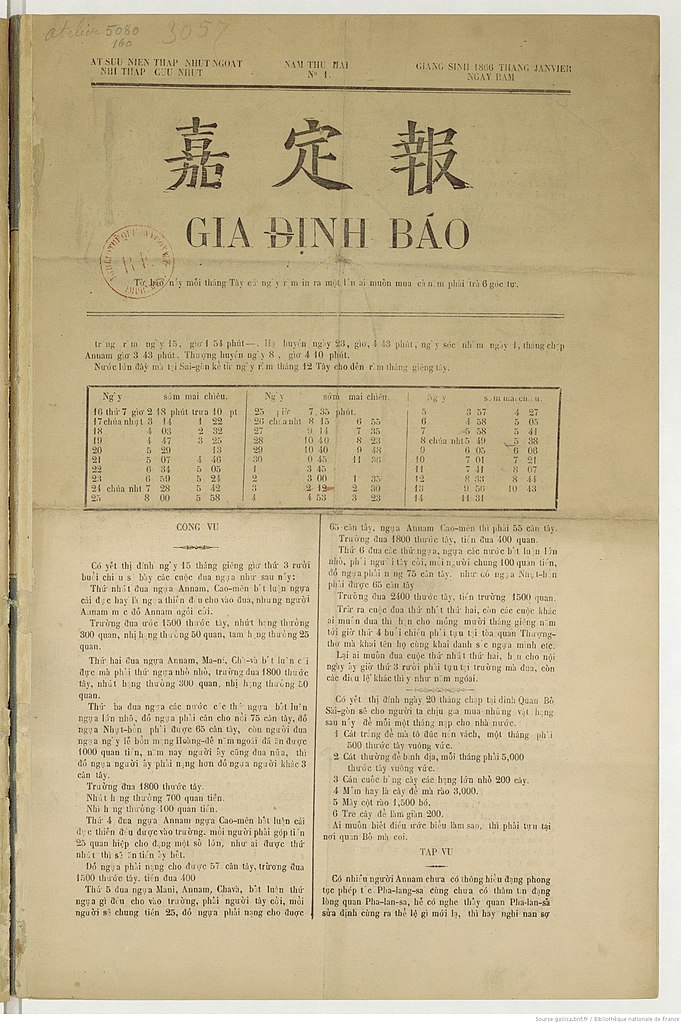 atelier 5080
160
3057
AT SUU NIEN THAP NHUT NGOAT
NHI THAP CUU NHUT
NAM THU HAI
Nº 1.
GIANG SINH 1866 THANG JANVIER
NGAY RAM
嘉定報
GIA ĐỊNH BÁO
Tờ báo nầy mỗi tháng Tây cứ ngày rằm in ra một lần ai muốn mua cả năm phải trả 6 góc tư.
trăng rằm ngày 15, giờ 1 54 phút—. Hạ huyền ngày 23, giờ, 4 43 phút, ngày sóc nhằm ngày 1, tháng chạp
Annam giờ 3 43 phút. Thượng huyền ngày 8, giờ 4 10 phút.
Nước lớn đây mà tại Sai-gòn kể từ ngày rằm tháng 12 Tây cho đến rằm tháng giêng tây.
Ngày sớm mai chiều.
16 thứ 7 giờ 2 18 phút trưa 10 pt
17 chúa nhựt 3 14 1 22
18 4 03 2 32
19 4 47 3 25
20 5 29 13
21 5 07 4 46
22 6 34 5 05
23 6 59 5 24
24 chúa nht 7 28 5 42
25 8 00 5 58
Ngày sớm mai chiều.
25 giờ 7 35 phút.
26 chúa nht 8 15 6 55
27 9 14 7 35
28 10 40 8 23
29 10 40 9 48
30 0 45 11 36
1 3 45
2 3 00 1 35
3 2 12 2 30
4 4 53 3 23
Ngày sớm mai chiều.
5 3 57 4 27
6 4 58 5 05
7 5 58 5 41
8 chúa nht 5 49 5 38
9 6 05 6 06
10 7 01 7 21
11 7 41 8 07
12 8 33 8 44
13 9 56 10 43
14 11 31
CÔNG VỤ
Có yết thị định ngày 15 tháng giêng giờ thứ 3 rưởi
buổi chiều sẽ bày các cuộc đua ngựa như sau nầy:
Thứ nhứt đua ngựa Annam, Cao-mên bất luận ngựa
cái đực hay là ngựa thiến đều cho vào đua, nhưng người
Annam mặc đồ Annam ngồi cởi.
Trường đua ước 1500 thước tây, nhứt hạng thưởng
300 quan, nhị hạng thưởng 50 quan, tam hạng thưởng 25
quan.
Thứ hai đua ngựa Annam, Ma-ni, Chà-và bất luận cái
đực mà phải thứ ngựa nhỏ nhỏ, trường đua 1800 thước
tây, nhứt hạng thưởng 300 quan, nhị hạng thưởng 50
quan.
Thứ ba đua ngựa các nước các thứ ngựa bất luận
ngựa lớn nhỏ, đồ ngựa phải cân cho nổi 75 cân tây, đồ
ngựa Nhựt-bổn phải được 65 cân tây, còn người đua
ngựa ngày lễ bổn mạng Hoàng-đế năm ngoái đã ăn được
1000 quan tiền, năm nay người ấy cũng đua nữa, thì
đồ ngựa người ấy phải nặng hơn đồ ngựa người khác 3
cân tây.
Trường đua 1800 thước tây.
Nhứt hạng thưởng 700 quan tiền.
Nhị hạng thưởng 400 quan tiền.
Thứ 4 đua ngựa Annam ngựa Cao-mên bất luận cái
đực thiến đều được vào trường, mỗi người phải góp tiền
25 quan hiệp cho đặng một số lớn, như ai được thứ
nhứt thì sẽ ăn tiền ấy hết.
Đồ ngựa phải nặng cho được 57 cân tây, trường đua
1500 thước tây. tiền đua 400
Thứ 5 đua ngựa Mani, Annam, Chavà, bất luận thứ
ngựa gì đều cho vào trường, phải người tây cởi, mỗi
người sẽ chung tiền 25, đồ ngựa phải nặng cho được
65 cân tây, ngựa Annam Cao-mên thì phải 55 cân tây.
Trường đua 1800 thước tây, tiền đua 400 quan.
Thứ 6 đua các thứ ngựa, ngựa các nước bất luận lớn
nhỏ, phải người tây cởi, mỗi người chung 100 quan tiền,
đồ ngựa phải nặng 75 cân tây. như có ngựa Nhựt-bổn
phải được 65 cân tây
Trường đua 2400 thước tây, tiền trường 1500 quan.
Trừ ra cuộc đua thứ nhứt thứ hai, còn các cuộc khác
ai muốn đua thì hẹn cho mùng mười tháng giêng nầm
tới giờ thứ 4 buổi chiều phải tựu tại tòa quan Thượng-
thơ mà khai tên họ cùng khai danh sắc ngựa mình etc.
Lại ai muốn đua cuộc thứ nhứt thứ hai, hẹn cho nội
ngày ấy giờ thứ 3 rưởi phải tựu tại trường mà đua, còn
các điều lệ khác thì y như năm ngoái.
Có yết thị định ngày 20 tháng chạp tại dinh Quan Bố
Sài-gòn sẽ cho người ta chịu giá mua những vật hạng
sau nầy để mỗi một tháng nạp cho nhà nước.
1 Cát trắng để mà tô đúc nên vách, một tháng phải
500 thước tây vuông vức.
2 Cát thường để bình địa, mỗi tháng phải 5,000
thước tây vuông vức.
3 Cân cuốc bằng cây các hạng lớn nhỏ 200 cây.
4 Mắm hay là cây để mà rào 3,000.
5 Mây cột rào 1,500 bó.
6 Tre cây để làm giàn 200.
Ai muốn biết điều ước biểu làm sao, thì phải tựu tại
nơi quan Bố mà coi.
TẠP VỤ
Có nhiều người Annam chưa có thông hiểu đặng phong
tục phép tắc Pha-lang-sa cũng chưa có thăm tìn đặng
lòng quan Pha-lan-sa, hễ có nghe thấy quan Pha-lan-sà
sửa định cùng ra thể lệ gì mới lạ, thì hay nghi nan sợ
Source gallica.bnf.fr / Bibliothèque nationale de France